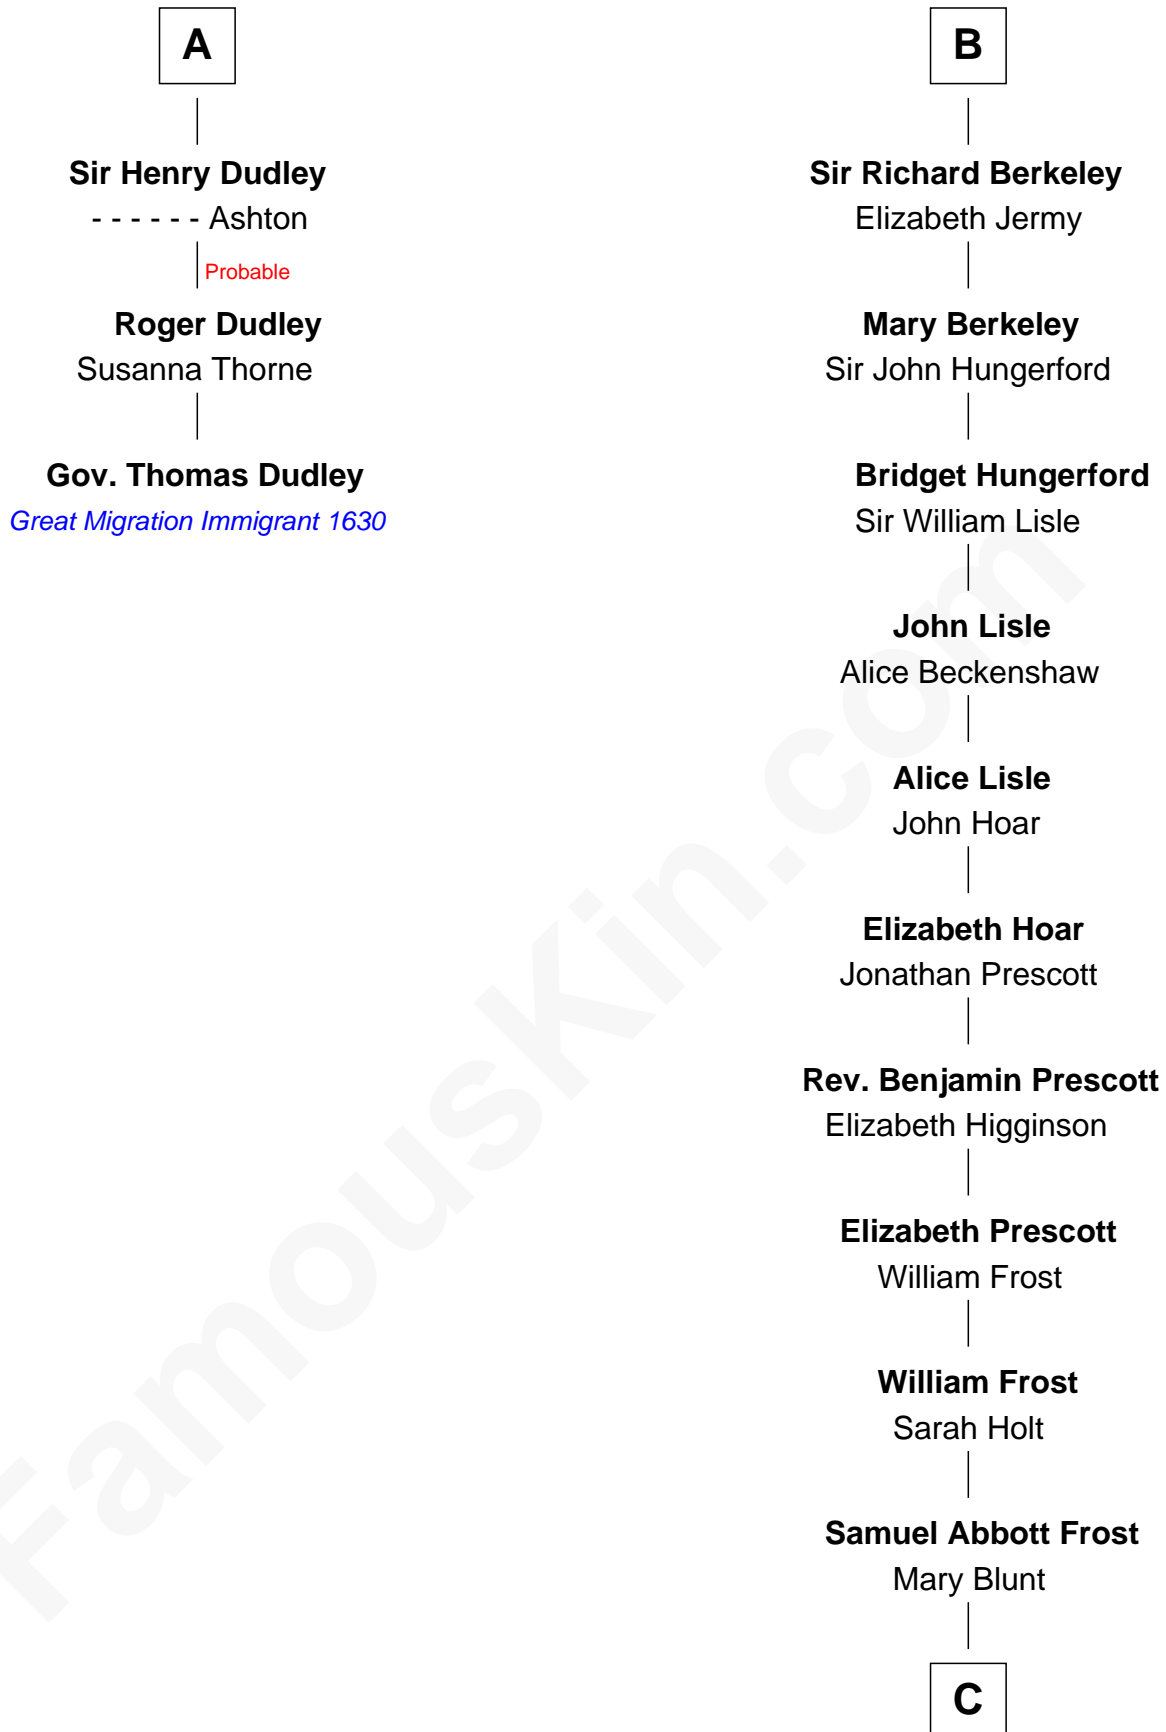 A
Sir Henry Dudley
- - - - - - Ashton
Probable
Roger Dudley
Susanna Thorne
Gov. Thomas Dudley
Great Migration Immigrant 1630
B
Sir Richard Berkeley
Elizabeth Jermy
Mary Berkeley
Sir John Hungerford
Bridget Hungerford
Sir William Lisle
John Lisle
Alice Beckenshaw
Alice Lisle
John Hoar
Elizabeth Hoar
Jonathan Prescott
Rev. Benjamin Prescott
Elizabeth Higginson
Elizabeth Prescott
William Frost
William Frost
Sarah Holt
Samuel Abbott Frost
Mary Blunt
C
FamousKin.com